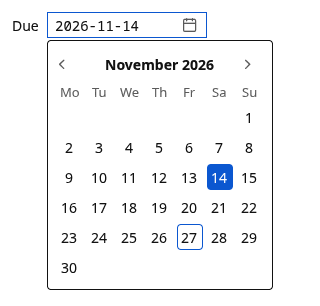 Due 2026-11-14
November 2026
Mo Tu We Th Fr Sa Su
1
2 3 4 5 6 7 8
9 10 11 12 13 14 15
16 17 18 19 20 21 22
23 24 25 26 27 28 29
30